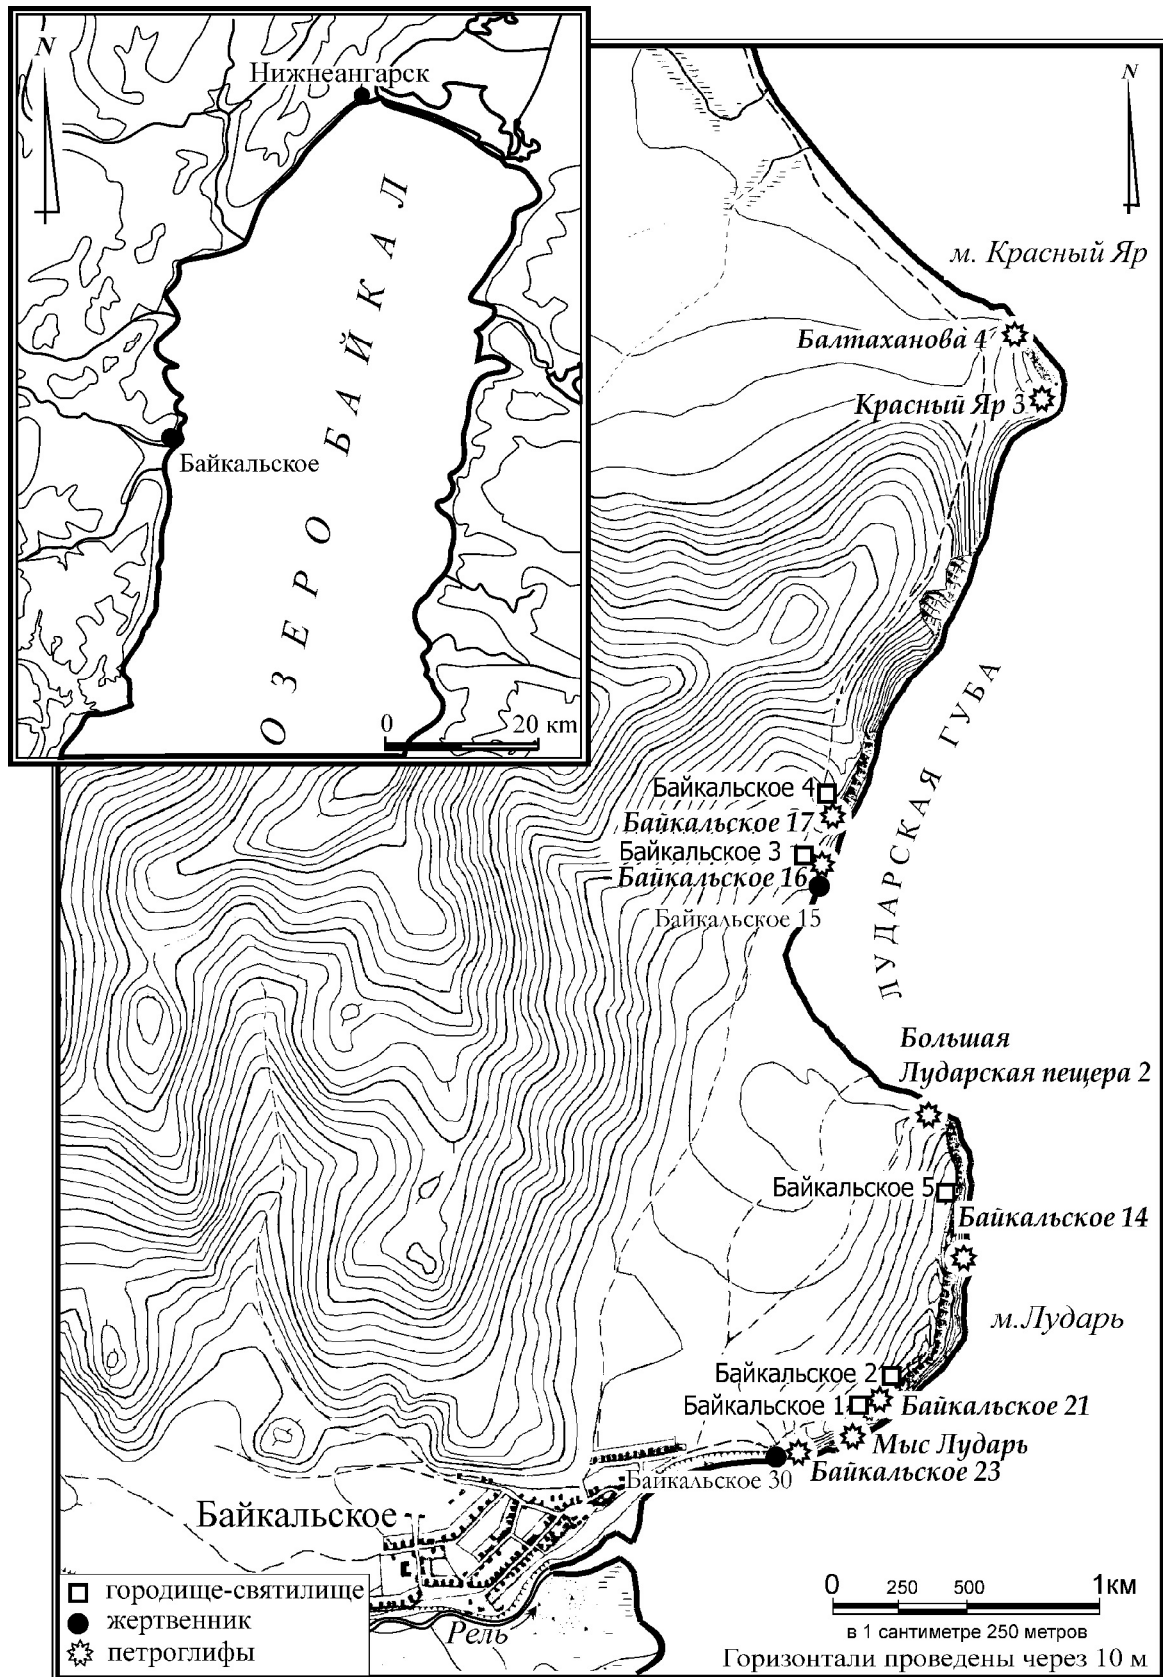 N
Нижнеангарск
Байкальское
ОЗЕРО БАЙКАЛ
0 20 km
N
м. Красный Яр
Балтаханова 4
Красный Яр 3
ЛУДАРСКАЯ ГУБА
Байкальское 4
Байкальское 17
Байкальское 3
Байкальское 16
Байкальское 15
Большая
Лударская пещера 2
Байкальское 5
Байкальское 14
м.Лударь
Байкальское 2
Байкальское 1
Байкальское 21
Мыс Лударь
Байкальское 23
Байкальское 30
Байкальское
Рель
городище-святилище
жертвенник
петроглифы
0 250 500 1км
в 1 сантиметре 250 метров
Горизонтали проведены через 10 м